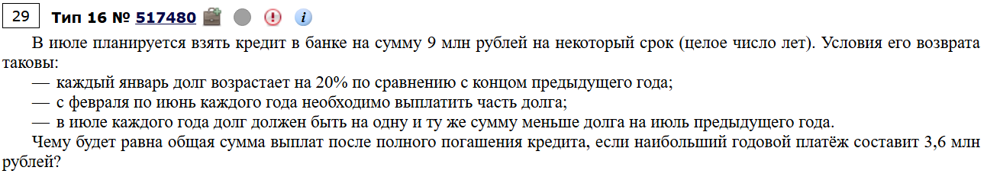 29 Тип 16 № 517480
В июле планируется взять кредит в банке на сумму 9 млн рублей на некоторый срок (целое число лет). Условия его возврата
таковы:
— каждый январь долг возрастает на 20% по сравнению с концом предыдущего года;
— с февраля по июнь каждого года необходимо выплатить часть долга;
— в июле каждого года долг должен быть на одну и ту же сумму меньше долга на июль предыдущего года.
Чему будет равна общая сумма выплат после полного погашения кредита, если наибольший годовой платёж составит 3,6 млн
рублей?